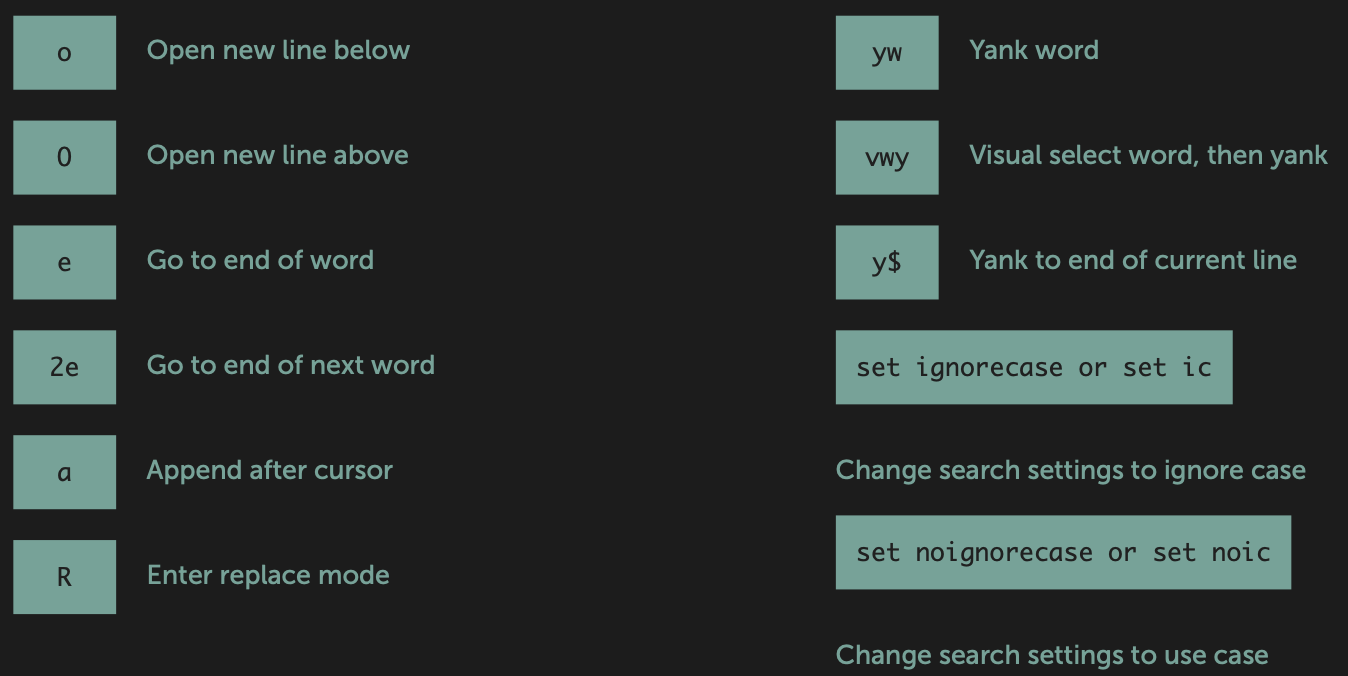 o Open new line below
O Open new line above
e Go to end of word
2e Go to end of next word
a Append after cursor
R Enter replace mode
yw Yank word
vwy Visual select word, then yank
y$ Yank to end of current line
set ignorecase or set ic
Change search settings to ignore case
set noignorecase or set noic
Change search settings to use case